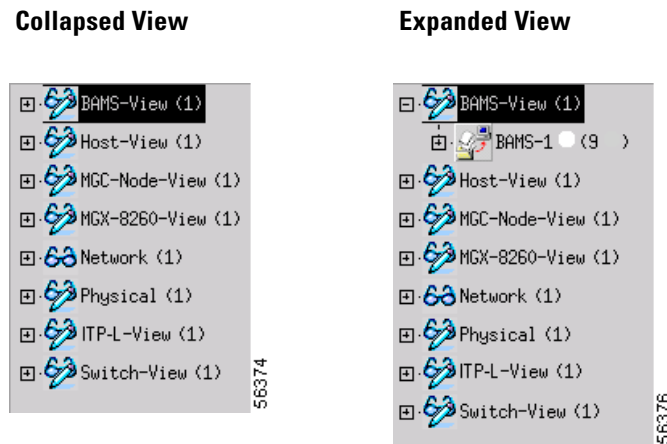 Collapsed View
BAMS-View (1)
Host-View (1)
MGC-Node-View (1)
MGX-8260-View (1)
Network (1)
Physical (1)
ITP-L-View (1)
Switch-View (1)
56374
Expanded View
BAMS-View (1)
BAMS-1 (9 )
Host-View (1)
MGC-Node-View (1)
MGX-8260-View (1)
Network (1)
Physical (1)
ITP-L-View (1)
Switch-View (1)
56376